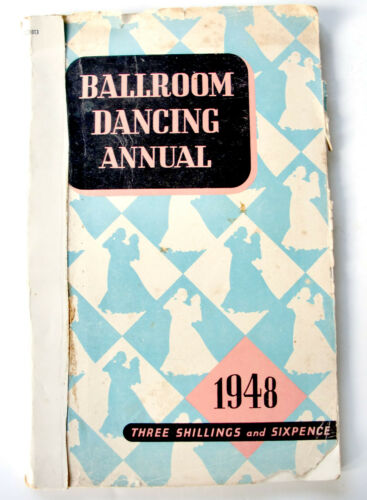 BALLROOM
DANCING
ANNUAL
1948
THREE SHILLINGS and SIXPENCE